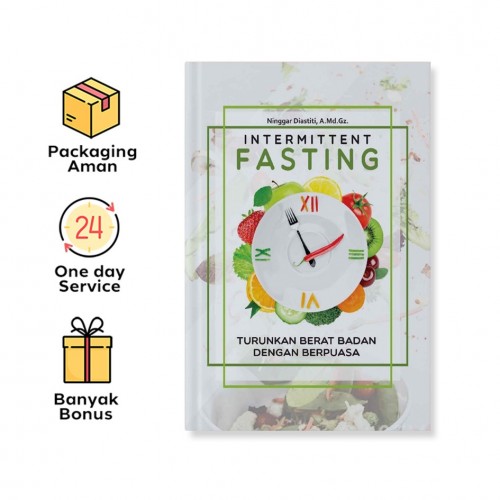 Packaging
Aman
24
One day
Service
Banyak
Bonus
Ninggar Diastiti, A.Md.Gz.
INTERMITTENT
FASTING
XII
XI
III
VI
TURUNKAN BERAT BADAN
DENGAN BERPUASA